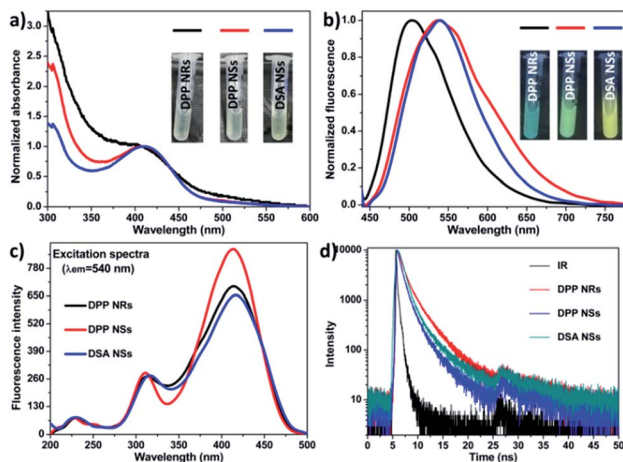 a)
DPP NRs
DPP NSs
DSA NSs
Normalized absorbance
3.0
2.5
2.0
1.5
1.0
0.5
0.0
300
350
400
450
500
550
600
Wavelength (nm)
b)
DPP NRs
DPP NSs
DSA NSs
Normalized fluorescence
1.0
0.8
0.6
0.4
0.2
0.0
450
500
550
600
650
700
750
Wavelength (nm)
c)
Excitation spectra
(λem=540 nm)
DPP NRs
DPP NSs
DSA NSs
Fluorescence intensity
780
650
520
390
260
130
0
200
250
300
350
400
450
500
Wavelength (nm)
d)
IR
DPP NRs
DPP NSs
DSA NSs
Intensity
10000
1000
100
10
0
5
10
15
20
25
30
35
40
45
50
Time (ns)